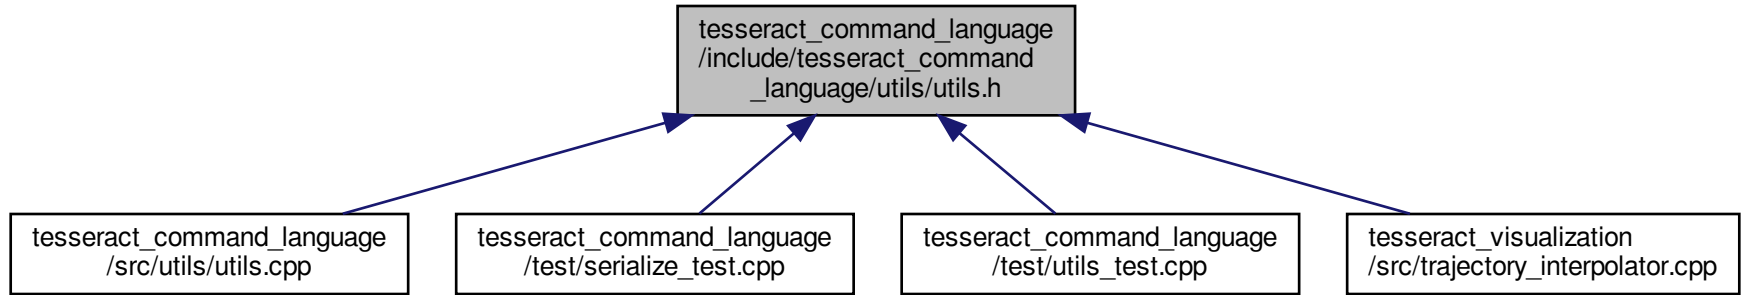 tesseract_command_language
/include/tesseract_command
_language/utils/utils.h
tesseract_command_language
/src/utils/utils.cpp
tesseract_command_language
/test/serialize_test.cpp
tesseract_command_language
/test/utils_test.cpp
tesseract_visualization
/src/trajectory_interpolator.cpp